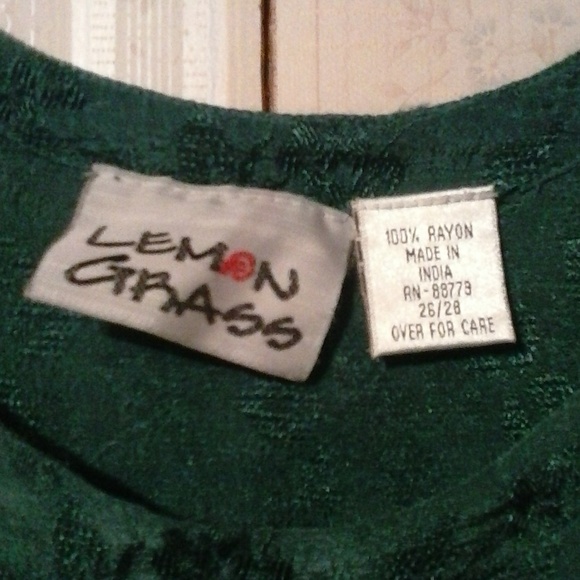 LEMON
GRASS
100% RAYON
MADE IN
INDIA
RN-88779
26/28
OVER FOR CARE